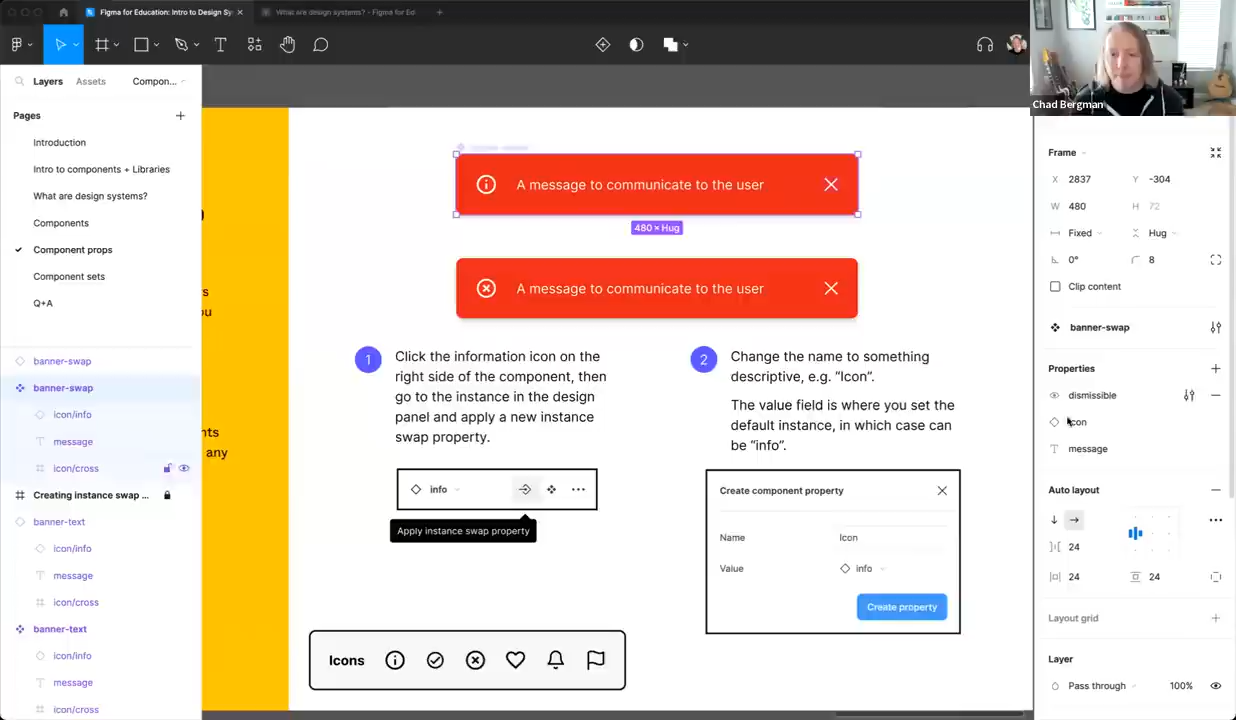 Figma for Education: Intro to Design Sy
What are design systems? - Figma for Ed
Chad Bergman
Layers
Assets
Compon...
Pages
Introduction
Intro to components + Libraries
What are design systems?
Components
Component props
Component sets
Q+A
banner-swap
banner-swap
icon/info
message
icon/cross
Creating instance swap ...
banner-text
icon/info
message
icon/cross
banner-text
icon/info
message
icon/cross
rs
ou
nts
any
A message to communicate to the user
480 × Hug
A message to communicate to the user
1
Click the information icon on the
right side of the component, then
go to the instance in the design
panel and apply a new instance
swap property.
info
Apply instance swap property
2
Change the name to something
descriptive, e.g. “Icon”.
The value field is where you set the
default instance, in which case can
be “info”.
Create component property
Name
Icon
Value
info
Create property
Icons
Frame
X 2837
Y -304
W 480
H 72
Fixed
Hug
0°
8
Clip content
banner-swap
Properties
dismissible
icon
message
Auto layout
24
24
24
Layout grid
Layer
Pass through
100%